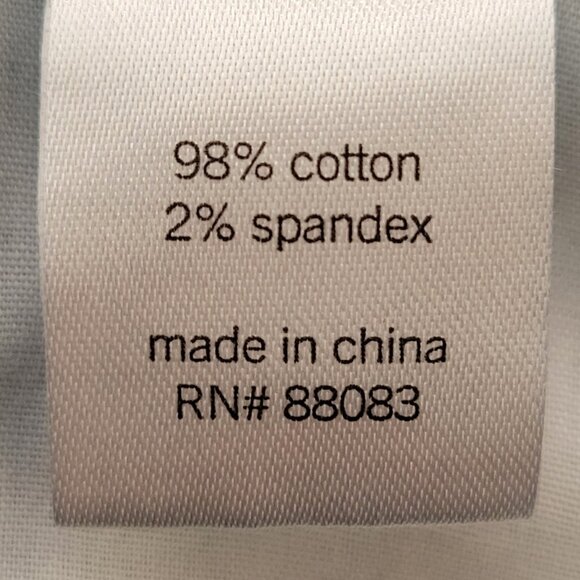 98% cotton
2% spandex
made in china
RN# 88083